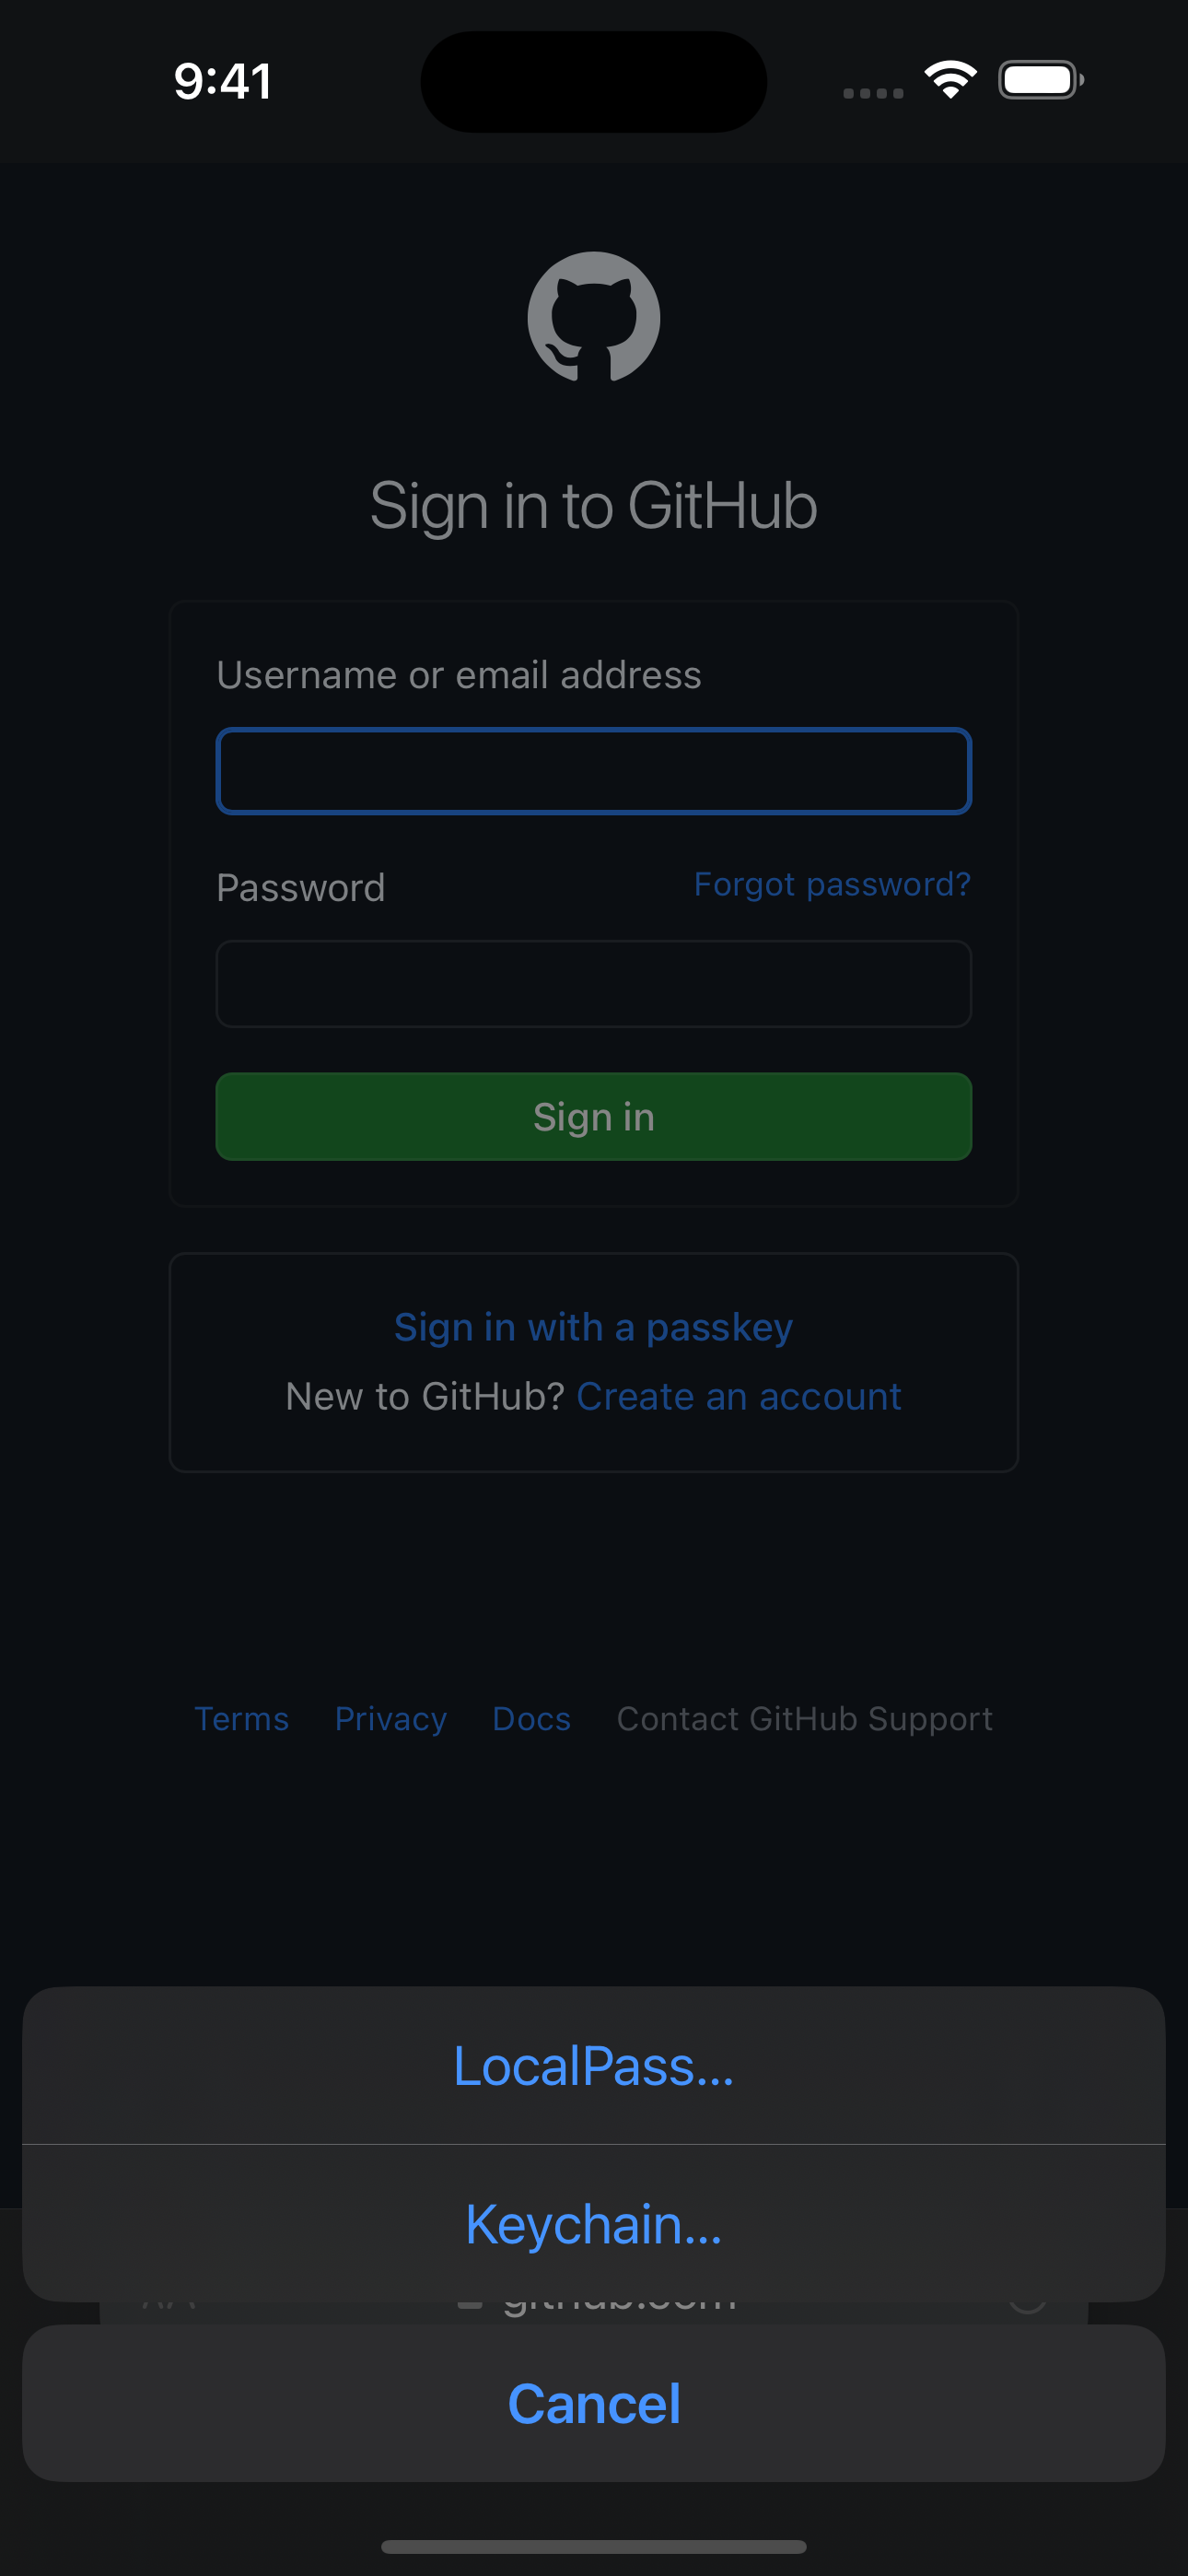 9:41
Sign in to GitHub
Username or email address
Password
Forgot password?
Sign in
Sign in with a passkey
New to GitHub? Create an account
Terms Privacy Docs Contact GitHub Support
LocalPass...
Keychain...
github.com
Cancel